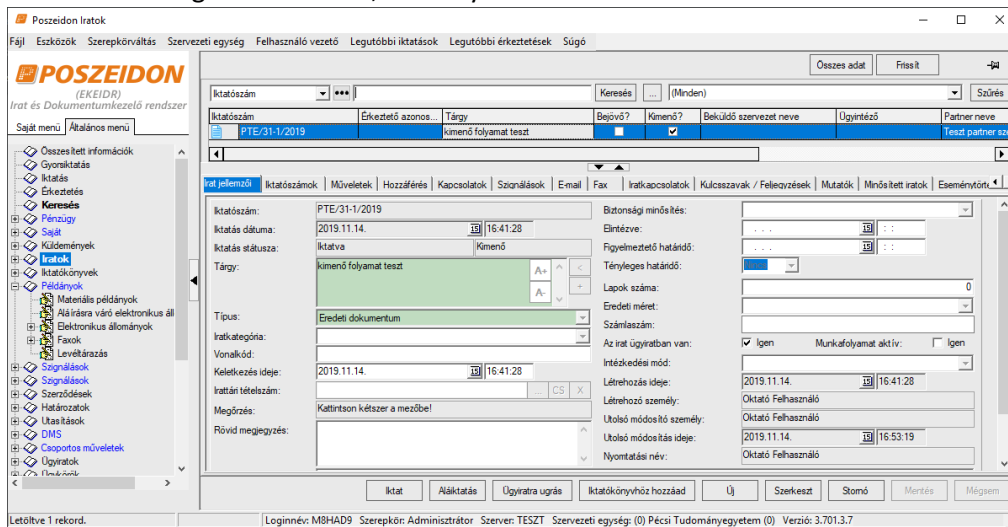 Poszeidon Iratok
Fájl Eszközök Szerepkörváltás Szervezeti egység Felhasználó vezető Legutóbbi iktatások Legutóbbi érkeztetések Súgó
POSZEIDON
(EKEIDR)
Irat és Dokumentumkezelő rendszer
Saját menü Általános menü
Összesített információk
Gyorsiktatás
Iktatás
Érkeztetés
Keresés
Pénzügy
Saját
Küldemények
Iratok
Iktatókönyvek
Példányok
Materiális példányok
Aláírásra váró elektronikus áll
Elektronikus állományok
Faxok
Levéltárazás
Szignálások
Szignálások
Szerződések
Határozatok
Utasítások
DMS
Csoportos műveletek
Ügyiratok
Ügykörök
Összes adat Frissít
Iktatószám ••• Keresés ... (Minden) Szűrés
Iktatószám Érkeztető azonos... Tárgy Bejövő? Kimenő? Beküldő szervezet neve Ügyintéző Partner neve
PTE/31-1/2019 kimenő folyamat teszt Teszt partner sze
Irat jellemzői Iktatószámok Műveletek Hozzáférés Kapcsolatok Szignálások E-mail Fax Iratkapcsolatok Kulcsszavak / Feljegyzések Mutatók Minősített iratok Eseménytörté
Iktatószám: PTE/31-1/2019
Iktatás dátuma: 2019.11.14. 15 16:41:28
Iktatás státusza: Iktatva Kimenő
Tárgy: kimenő folyamat teszt A+ < A- +
Típus: Eredeti dokumentum
Iratkategória:
Vonalkód:
Keletkezés ideje: 2019.11.14. 15 16:41:28
Irattári tételszám: ... CS X
Megőrzés: Kattintson kétszer a mezőbe!
Rövid megjegyzés:
Biztonsági minősítés:
Elintézve: . . . 15 : :
Figyelmeztető határidő: . . . 15 : :
Tényleges határidő:
Lapok száma: 0
Eredeti méret:
Számlaszám:
Az irat ügyiratban van: Igen Munkafolyamat aktív: Igen
Intézkedési mód:
Létrehozás ideje: 2019.11.14. 15 16:41:28
Létrehozó személy: Oktató Felhasználó
Utolsó módosító személy: Oktató Felhasználó
Utolsó módosítás ideje: 2019.11.14. 15 16:53:19
Nyomtatási név: Oktató Felhasználó
Iktat Aláiktatás Ügyiratra ugrás Iktatókönyvhöz hozzáad Új Szerkeszt Stornó Mentés Mégsem
Letöltve 1 rekord. Loginnév: M8HAD9 Szerepkör: Adminisztrátor Szerver: TESZT Szervezeti egység: (0) Pécsi Tudományegyetem (0) Verzió: 3.701.3.7